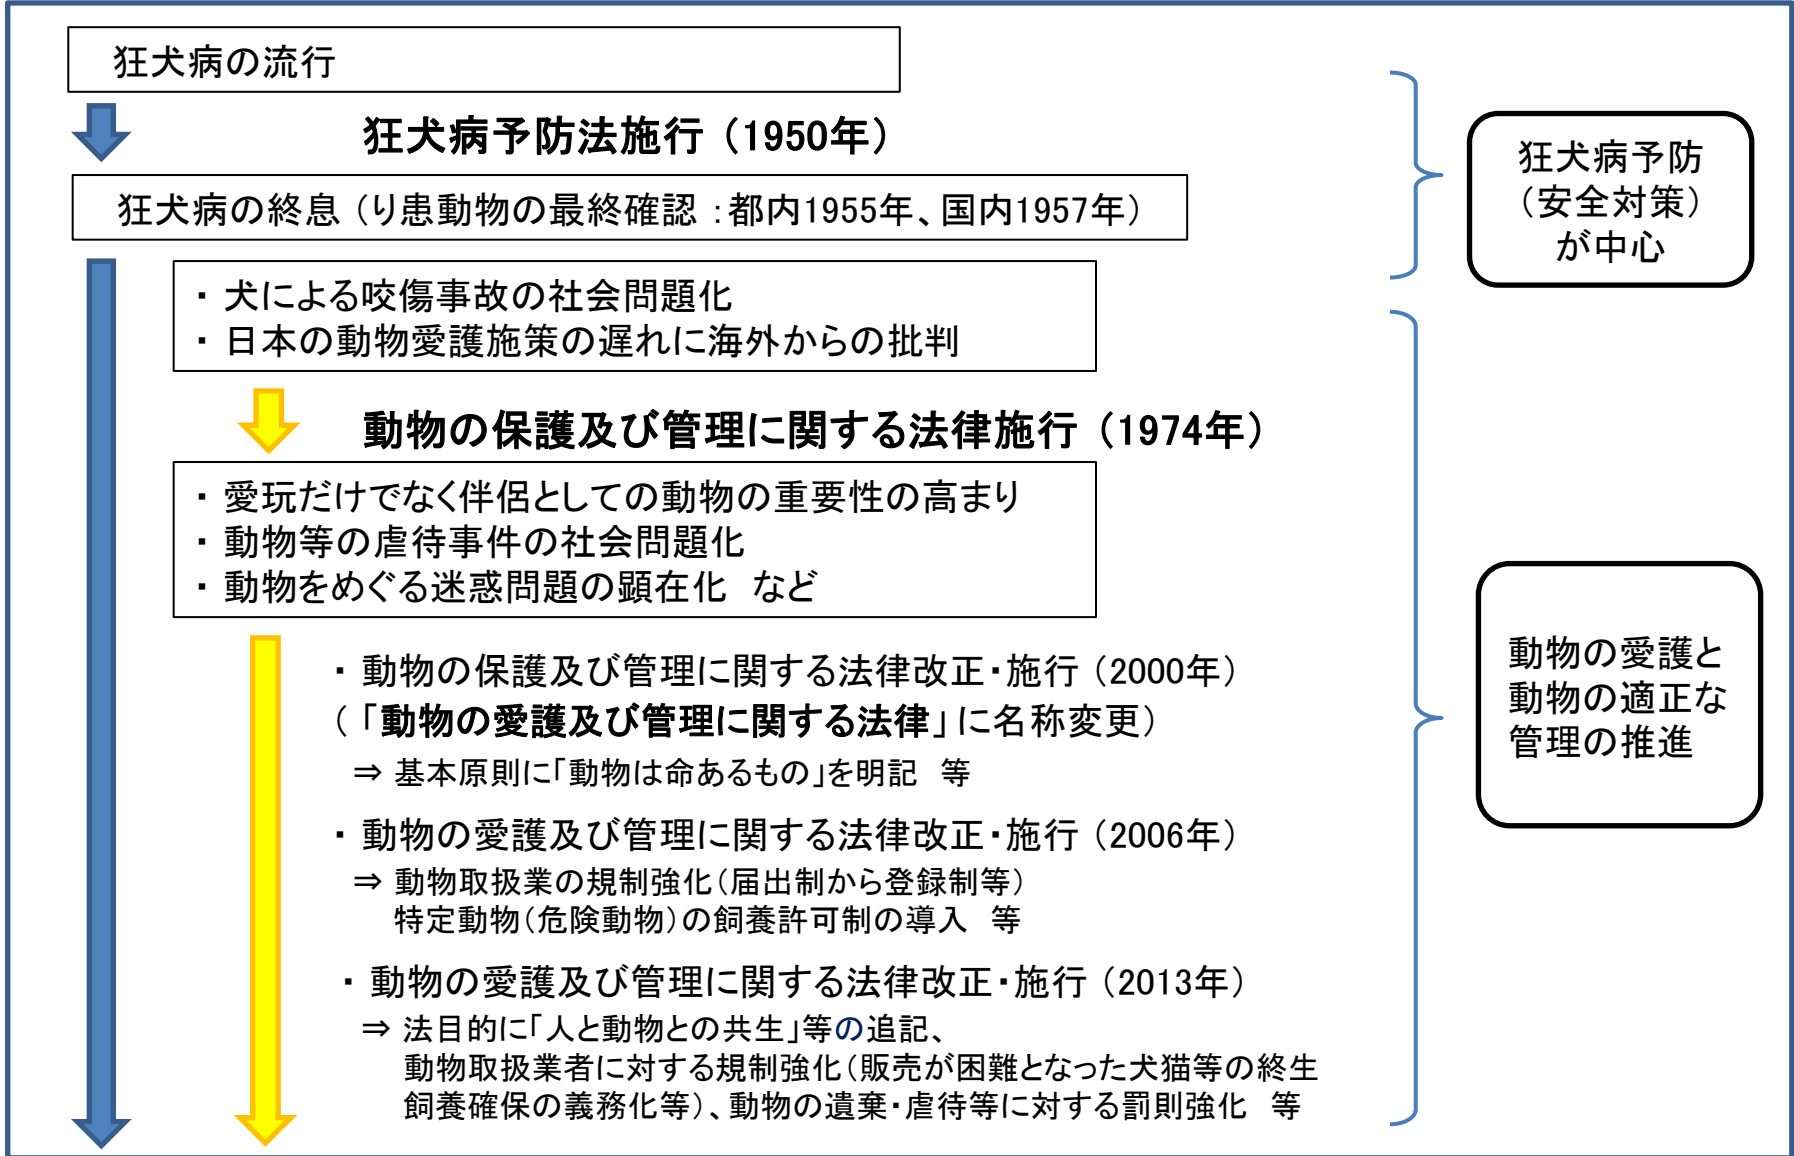 狂犬病の流行
狂犬病予防法施行（1950年）
狂犬病の終息（り患動物の最終確認：都内1955年、国内1957年）
狂犬病予防
（安全対策）
が中心
・ 犬による咬傷事故の社会問題化
・ 日本の動物愛護施策の遅れに海外からの批判
動物の保護及び管理に関する法律施行（1974年）
・ 愛玩だけでなく伴侶としての動物の重要性の高まり
・ 動物等の虐待事件の社会問題化
・ 動物をめぐる迷惑問題の顕在化　など
・ 動物の保護及び管理に関する法律改正・施行（2000年）
（「動物の愛護及び管理に関する法律」に名称変更）
⇒ 基本原則に「動物は命あるもの」を明記　等
・ 動物の愛護及び管理に関する法律改正・施行（2006年）
⇒ 動物取扱業の規制強化（届出制から登録制等）
特定動物（危険動物）の飼養許可制の導入　等
・ 動物の愛護及び管理に関する法律改正・施行（2013年）
⇒ 法目的に「人と動物との共生」等の追記、
動物取扱業者に対する規制強化（販売が困難となった犬猫等の終生
飼養確保の義務化等）、動物の遺棄・虐待等に対する罰則強化　等
動物の愛護と
動物の適正な
管理の推進